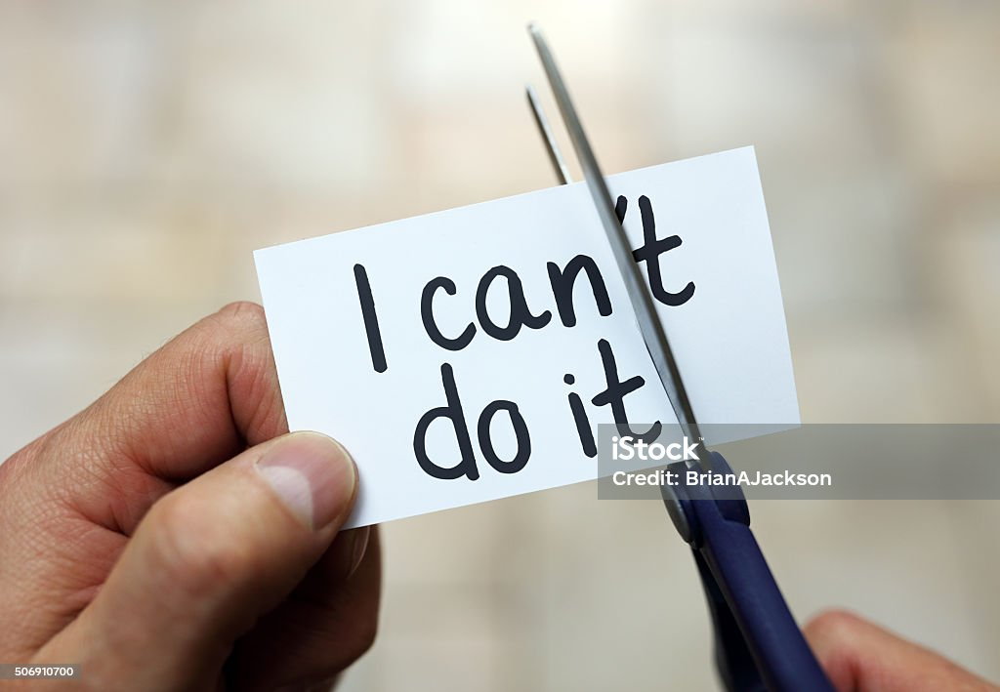 I can't
do it
iStock
Credit: BrianAJackson
506910700